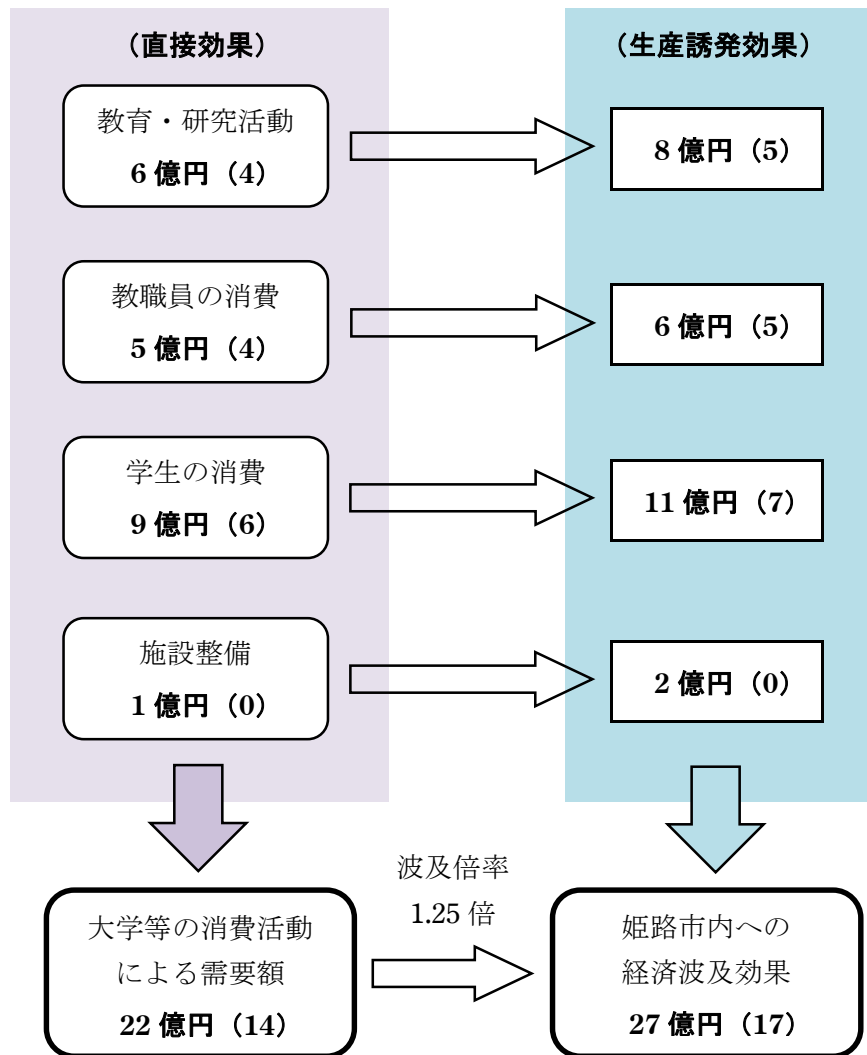 （直接効果）
（生産誘発効果）
教育・研究活動
6 億円（4）
8 億円（5）
教職員の消費
5 億円（4）
6 億円（5）
学生の消費
9 億円（6）
11 億円（7）
施設整備
1 億円（0）
2 億円（0）
波及倍率
1.25 倍
大学等の消費活動
による需要額
22 億円（14）
姫路市内への
経済波及効果
27 億円（17）